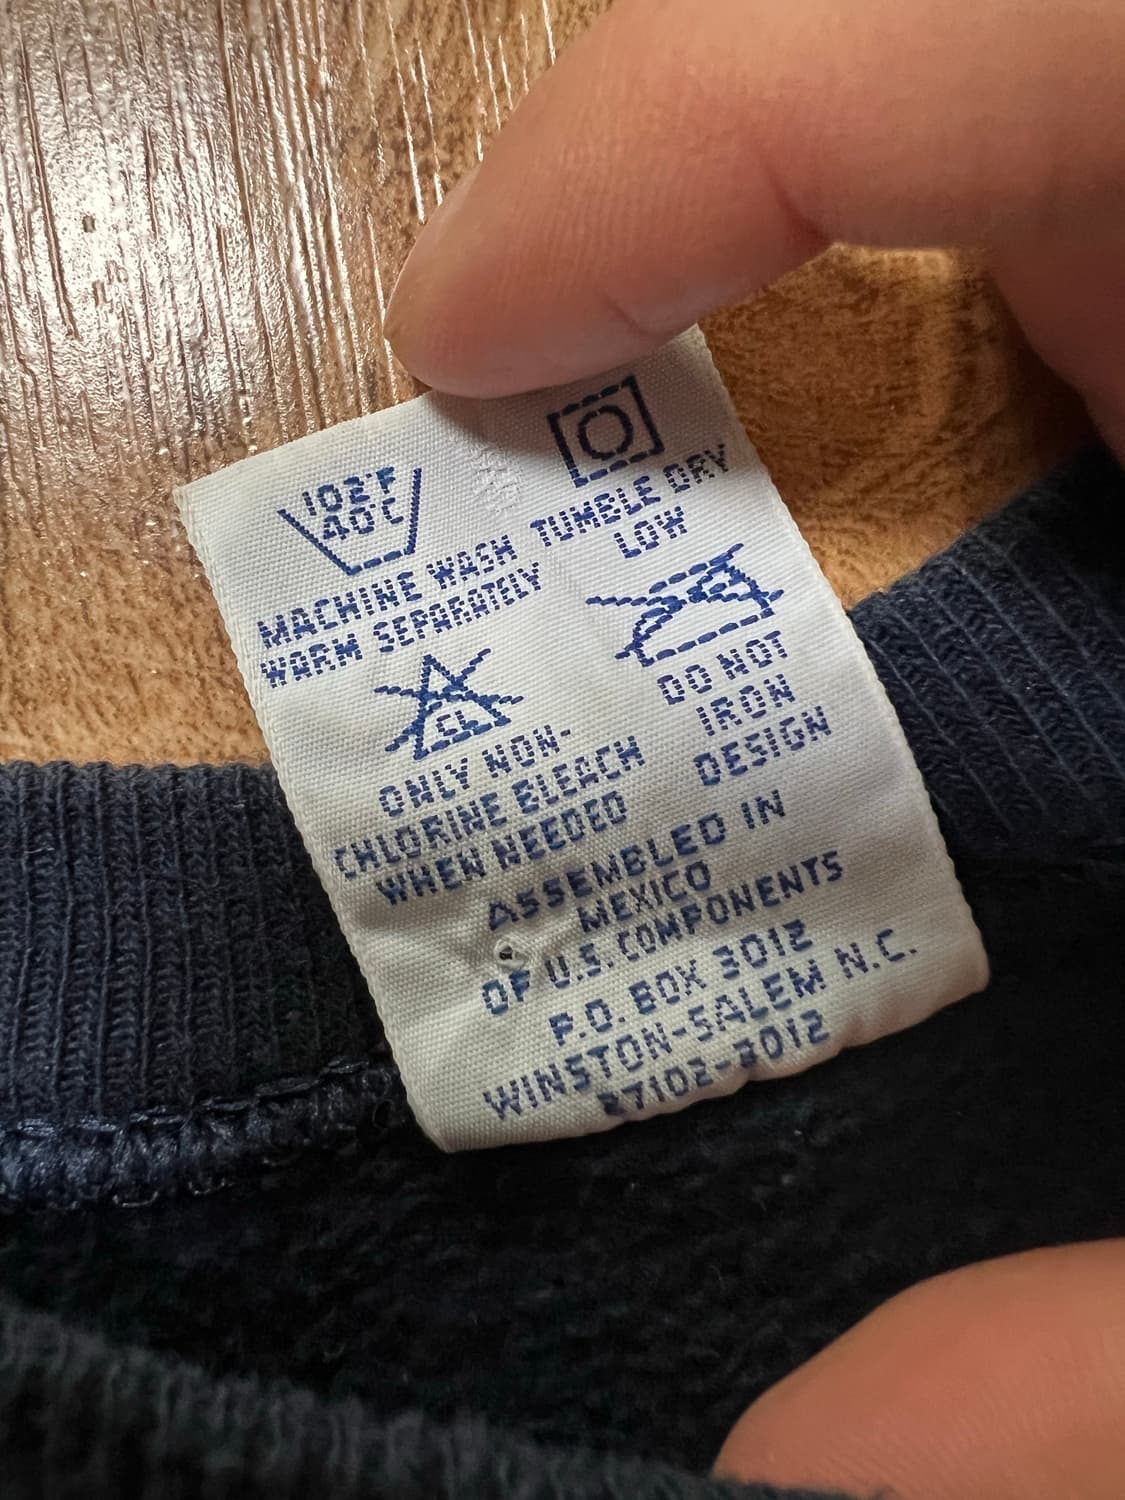 102°F
40°C
MACHINE WASH
WARM SEPARATELY
CL
ONLY NON-
CHLORINE BLEACH
WHEN NEEDED
TUMBLE DRY
LOW
DO NOT
IRON
DESIGN
ASSEMBLED IN
MEXICO
OF U.S. COMPONENTS
P.O. BOX 3012
WINSTON-SALEM N.C.
27102-3012